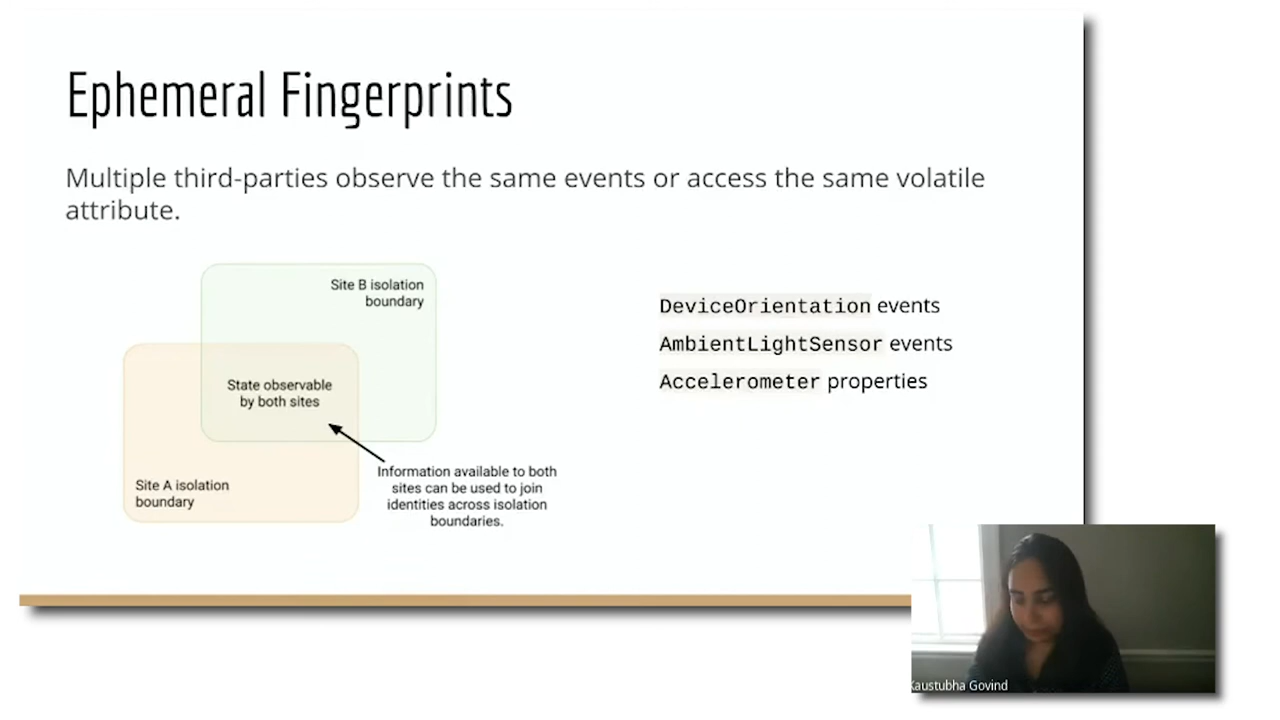 Ephemeral Fingerprints
Multiple third-parties observe the same events or access the same volatile
attribute.
Site B isolation
boundary
State observable
by both sites
Site A isolation
boundary
Information available to both
sites can be used to join
identities across isolation
boundaries.
DeviceOrientation events
AmbientLightSensor events
Accelerometer properties
Kaustubha Govind